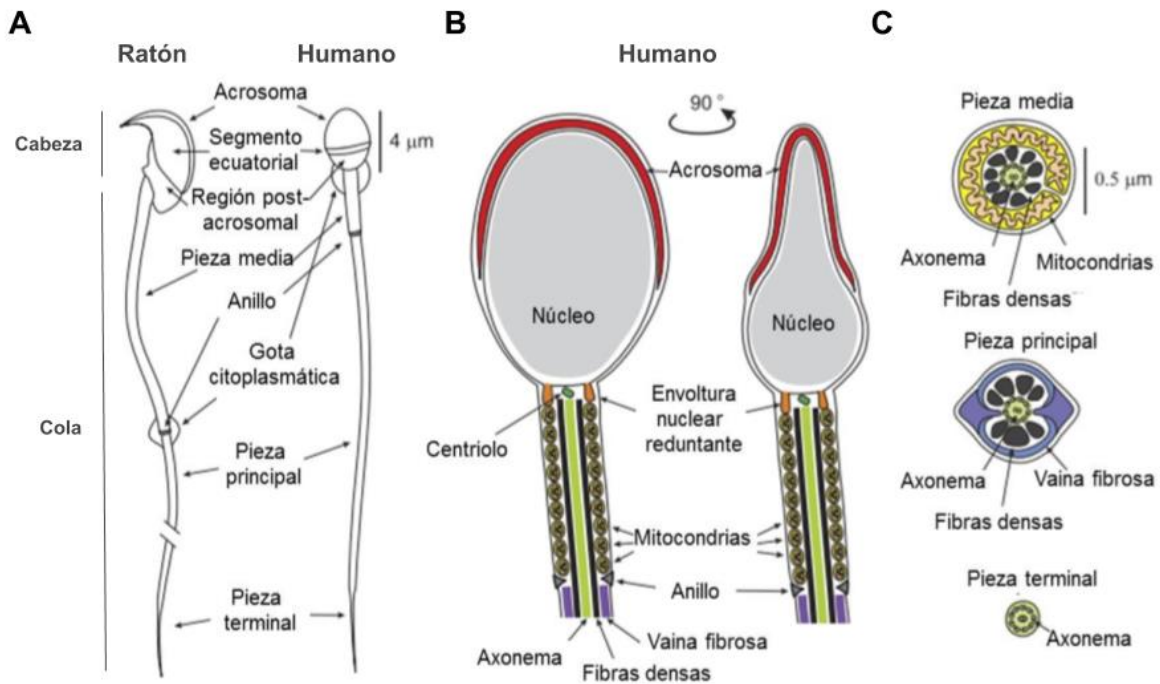 A
Ratón
Humano
Acrosoma
Cabeza
Segmento
ecuatorial
4 μm
Región post-
acrosomal
Pieza media
Anillo
Gota
citoplasmática
Cola
Pieza
principal
Pieza
terminal
B
Humano
90°
Acrosoma
Núcleo
Núcleo
Envoltura
nuclear
reduntante
Centriolo
Mitocondrias
Anillo
Vaina fibrosa
Axonema
Fibras densas
C
Pieza media
0.5 μm
Axonema
Mitocondrias
Fibras densas
Pieza principal
Axonema
Vaina fibrosa
Fibras densas
Pieza terminal
Axonema